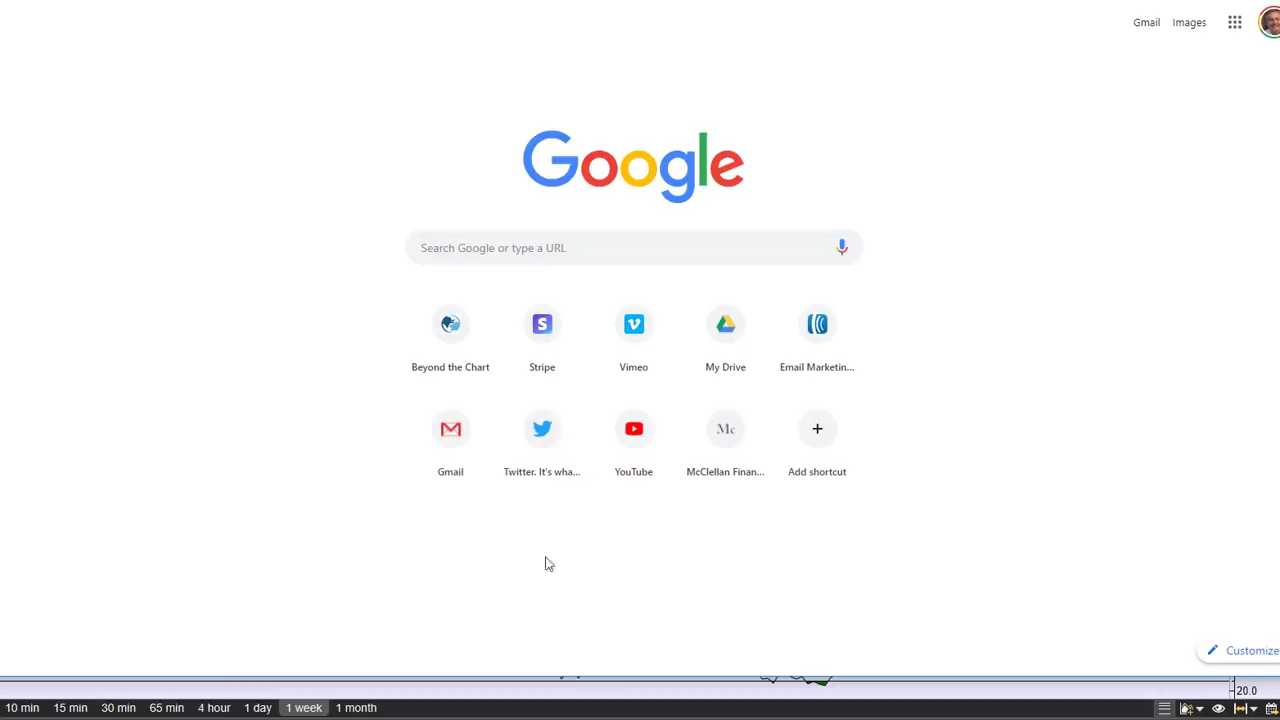 Gmail Images
Google
Search Google or type a URL
Beyond the Chart
Stripe
Vimeo
My Drive
Email Marketin...
Gmail
Twitter. It's wha...
YouTube
Mc
McClellan Finan...
Add shortcut
Customize
20.0
10 min 15 min 30 min 65 min 4 hour 1 day 1 week 1 month